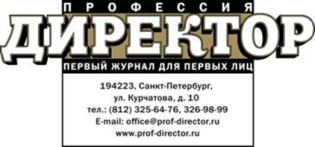 ПРОФЕССИЯ
ДИРЕКТОР
ПЕРВЫЙ ЖУРНАЛ ДЛЯ ПЕРВЫХ ЛИЦ
194223, Санкт-Петербург,
ул. Курчатова, д. 10
тел.: (812) 325-64-76, 326-98-99
E-mail: office@prof-director.ru
www.prof-director.ru